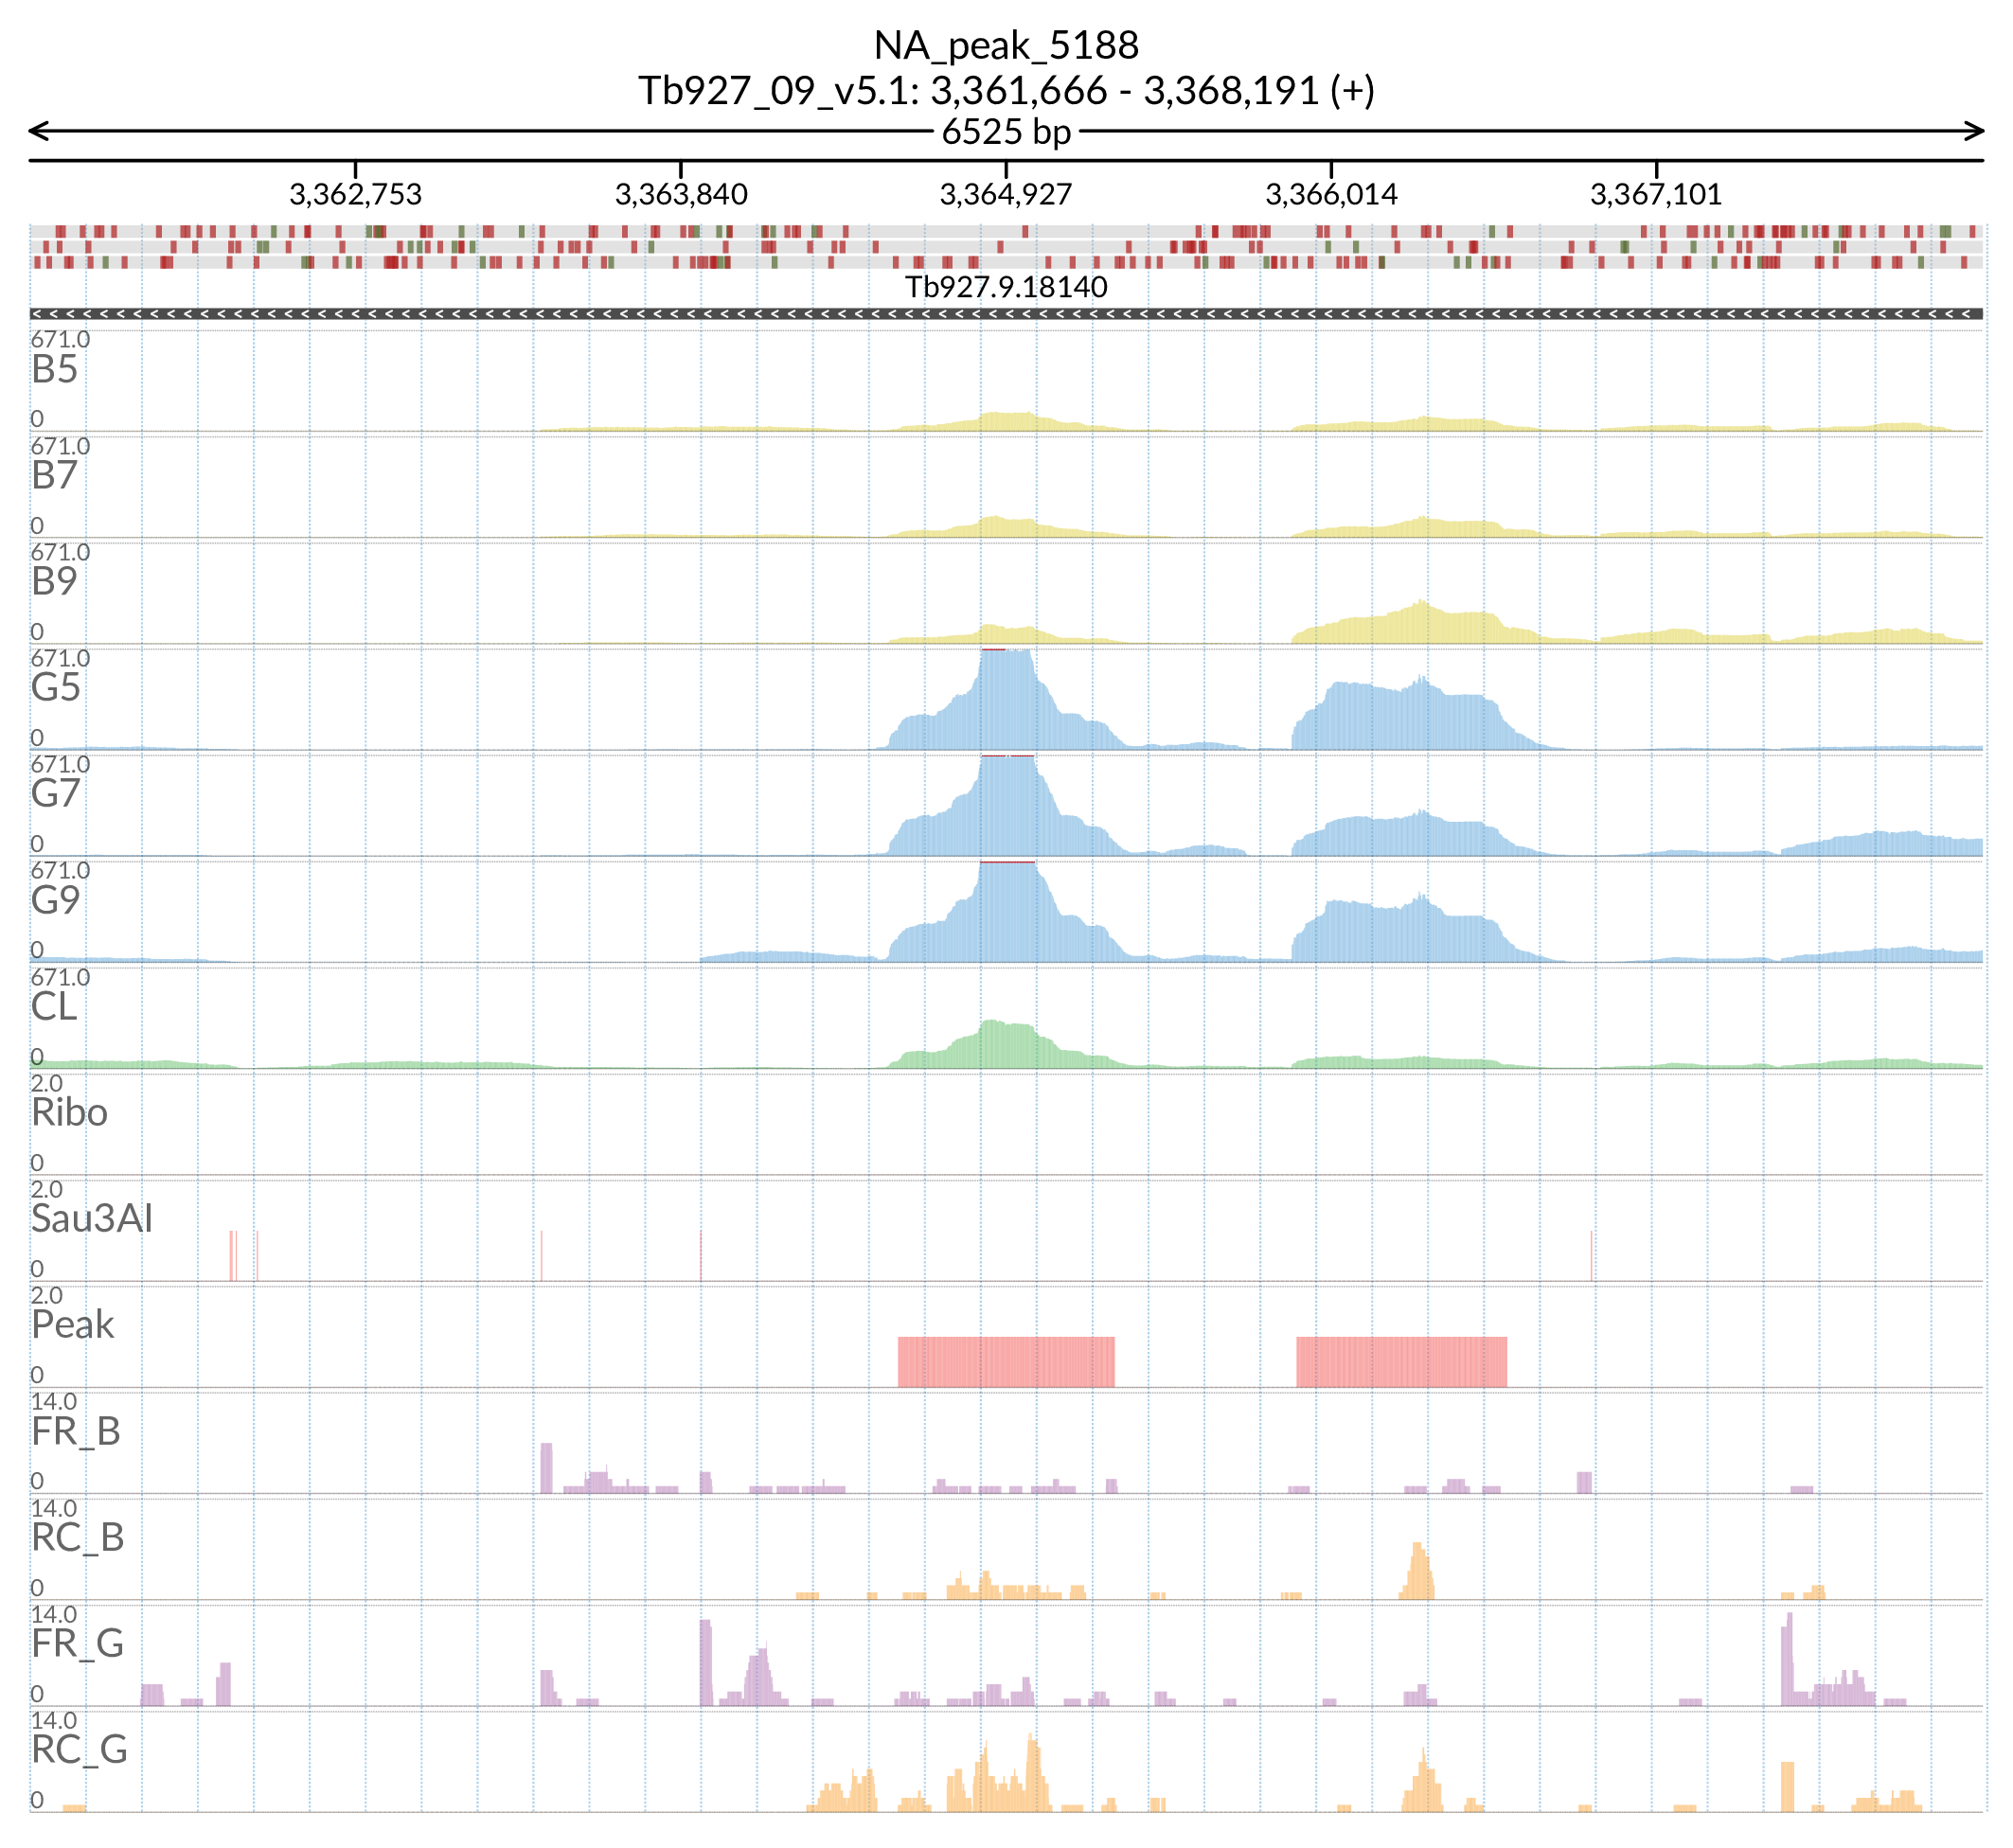 NA_peak_5188
Tb927_09_v5.1: 3,361,666 - 3,368,191 (+)
6525 bp
3,362,753 3,363,840 3,364,927 3,366,014 3,367,101
Tb927.9.18140
671.0
B5
0
671.0
B7
0
671.0
B9
0
671.0
G5
0
671.0
G7
0
671.0
G9
0
671.0
CL
0
2.0
Ribo
0
2.0
Sau3AI
0
2.0
Peak
0
14.0
FR_B
0
14.0
RC_B
0
14.0
FR_G
0
14.0
RC_G
0